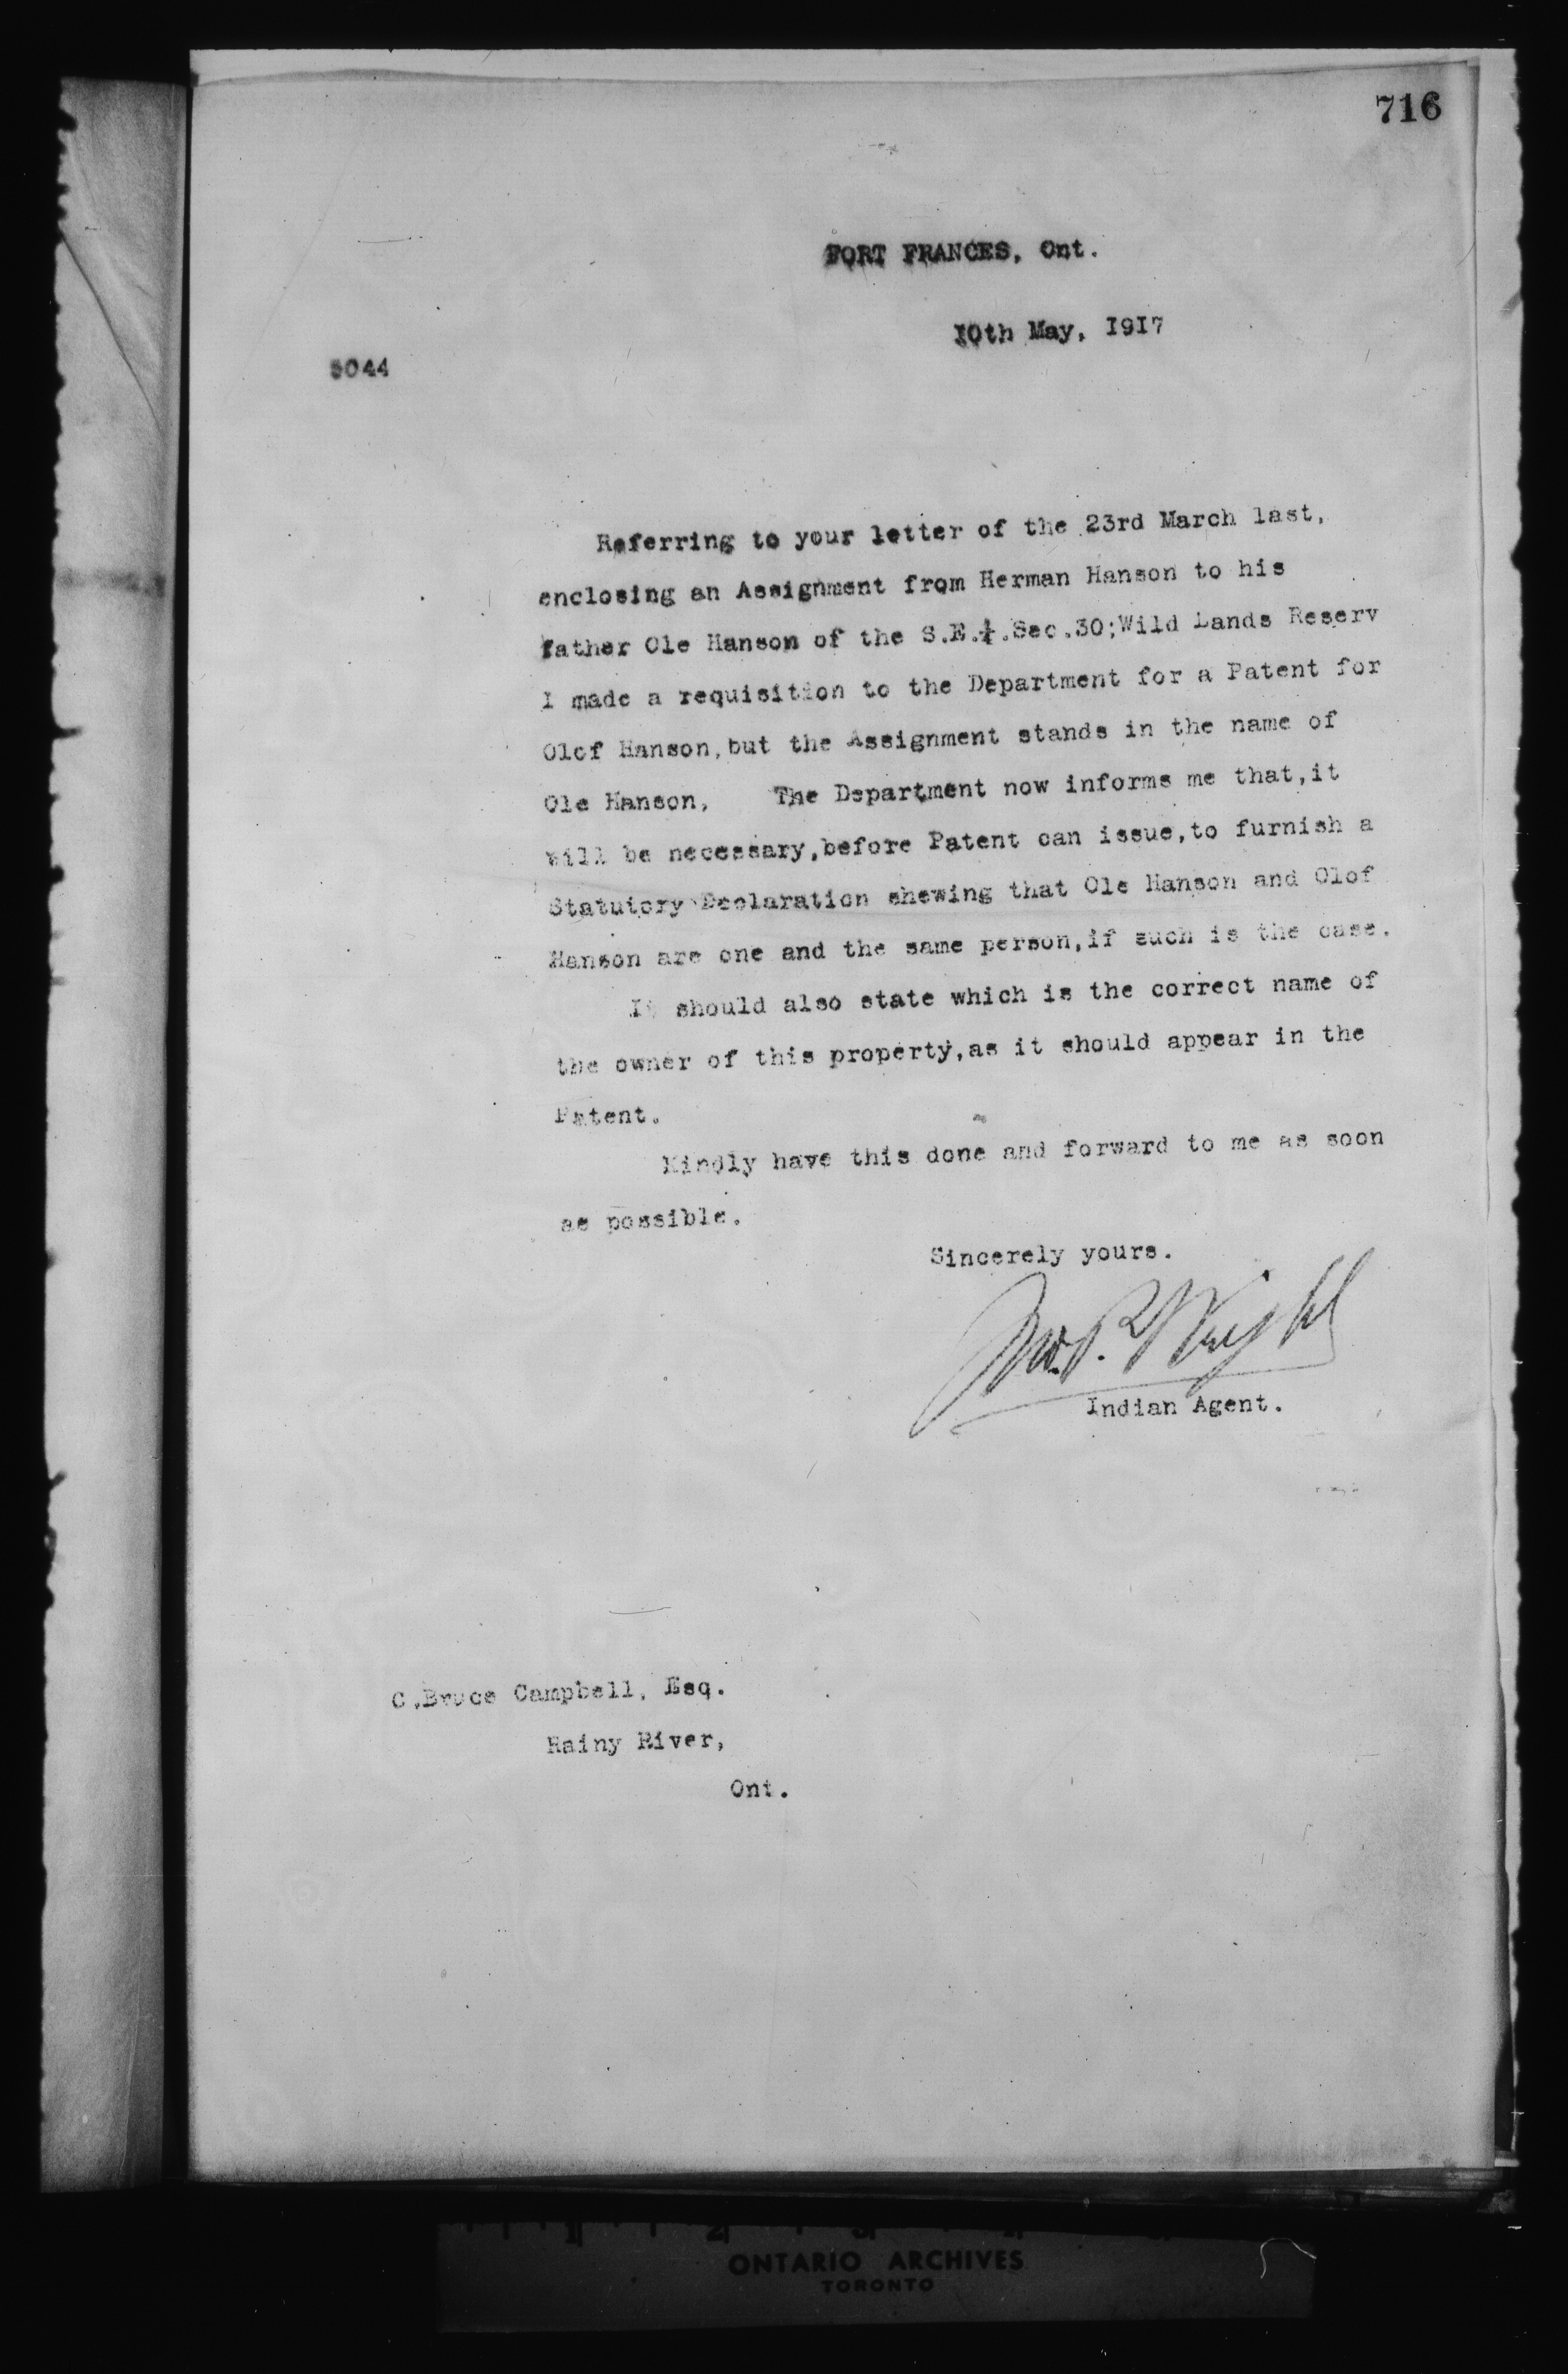 716
FORT FRANCES, Ont.
10th May, 1917
5044
Referring to your letter of the 23rd March last,
enclosing an Assignment from Herman Hanson to his
father Ole Hanson of the S.E.¼.Sec.30;Wild Lands Reserv
I made a requisition to the Department for a Patent for
Olof Hanson,but the Assignment stands in the name of
Ole Hanson, The Department now informs me that,it
will be necessary,before Patent can issue,to furnish a
Statutory Declaration shewing that Ole Hanson and Olof
Hanson are one and the same person,if such is the case.
It should also state which is the correct name of
the owner of this property,as it should appear in the
Patent.
Kindly have this done and forward to me as soon
as possible.
Sincerely yours.
Jno. P. Wright
Indian Agent.
C.Bruce Campbell, Esq.
Rainy River,
Ont.
ONTARIO ARCHIVES
TORONTO